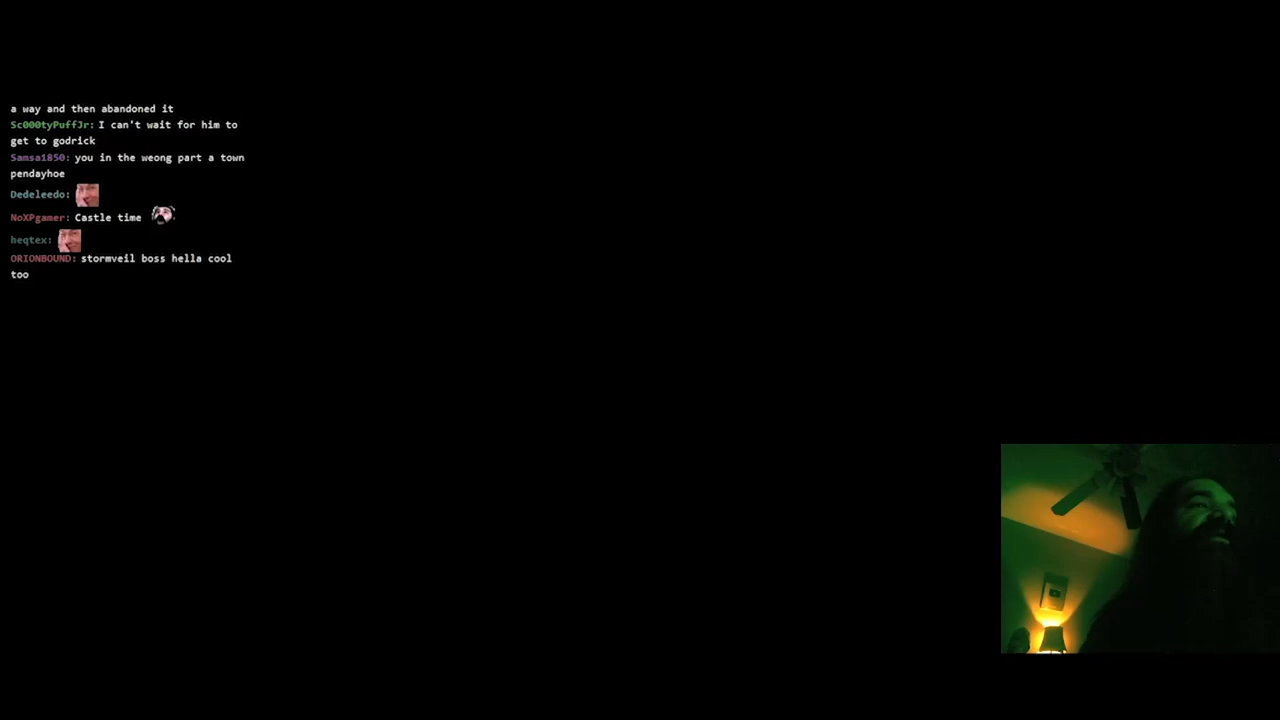 a way and then abandoned it
Sc000tyPuffJr: I can't wait for him to
get to godrick
Samsa1850: you in the weong part a town
pendayhoe
Dedeleedo:
NoXPgamer: Castle time
heqtex:
ORIONBOUND: stormveil boss hella cool
too